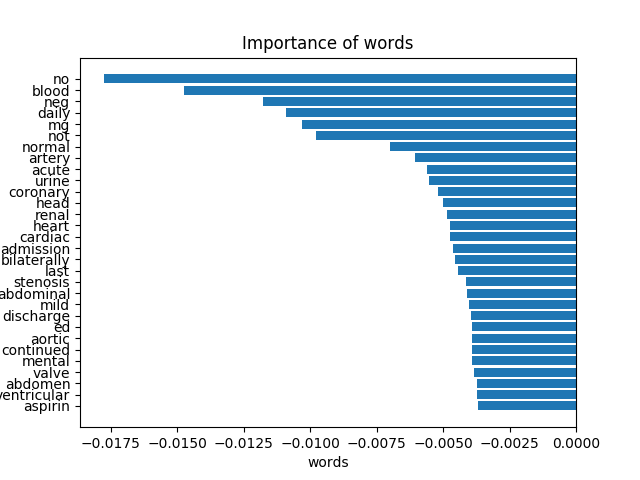 Importance of words
no
blood
neg
daily
mg
not
normal
artery
acute
urine
coronary
head
renal
heart
cardiac
admission
bilaterally
last
stenosis
abdominal
mild
discharge
ed
aortic
continued
mental
valve
abdomen
ventricular
aspirin
−0.0175 −0.0150 −0.0125 −0.0100 −0.0075 −0.0050 −0.0025 0.0000
words